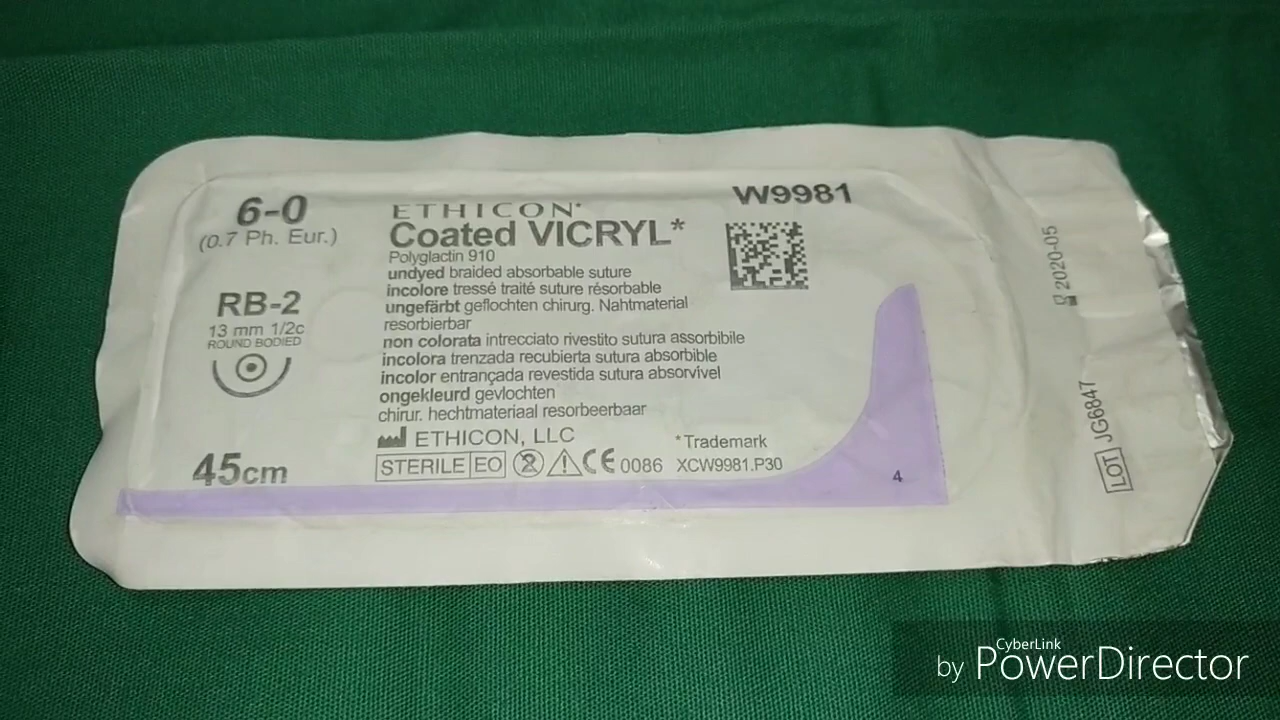 6-0
(0.7 Ph. Eur.)
RB-2
13 mm 1/2c
ROUND BODIED
45cm
ETHICON*
Coated VICRYL*
Polyglactin 910
undyed braided absorbable suture
incolore tressé traité suture résorbable
ungefärbt geflochten chirurg. Nahtmaterial
resorbierbar
non colorata intrecciato rivestito sutura assorbibile
incolora trenzada recubierta sutura absorbible
incolor entrançada revestida sutura absorvível
ongekleurd gevlochten
chirur. hechtmateriaal resorbeerbaar
ETHICON, LLC
*Trademark
STERILE EO 2 CE 0086 XCW9981.P30
W9981
4
2020-05
LOT JG6847
CyberLink
by PowerDirector